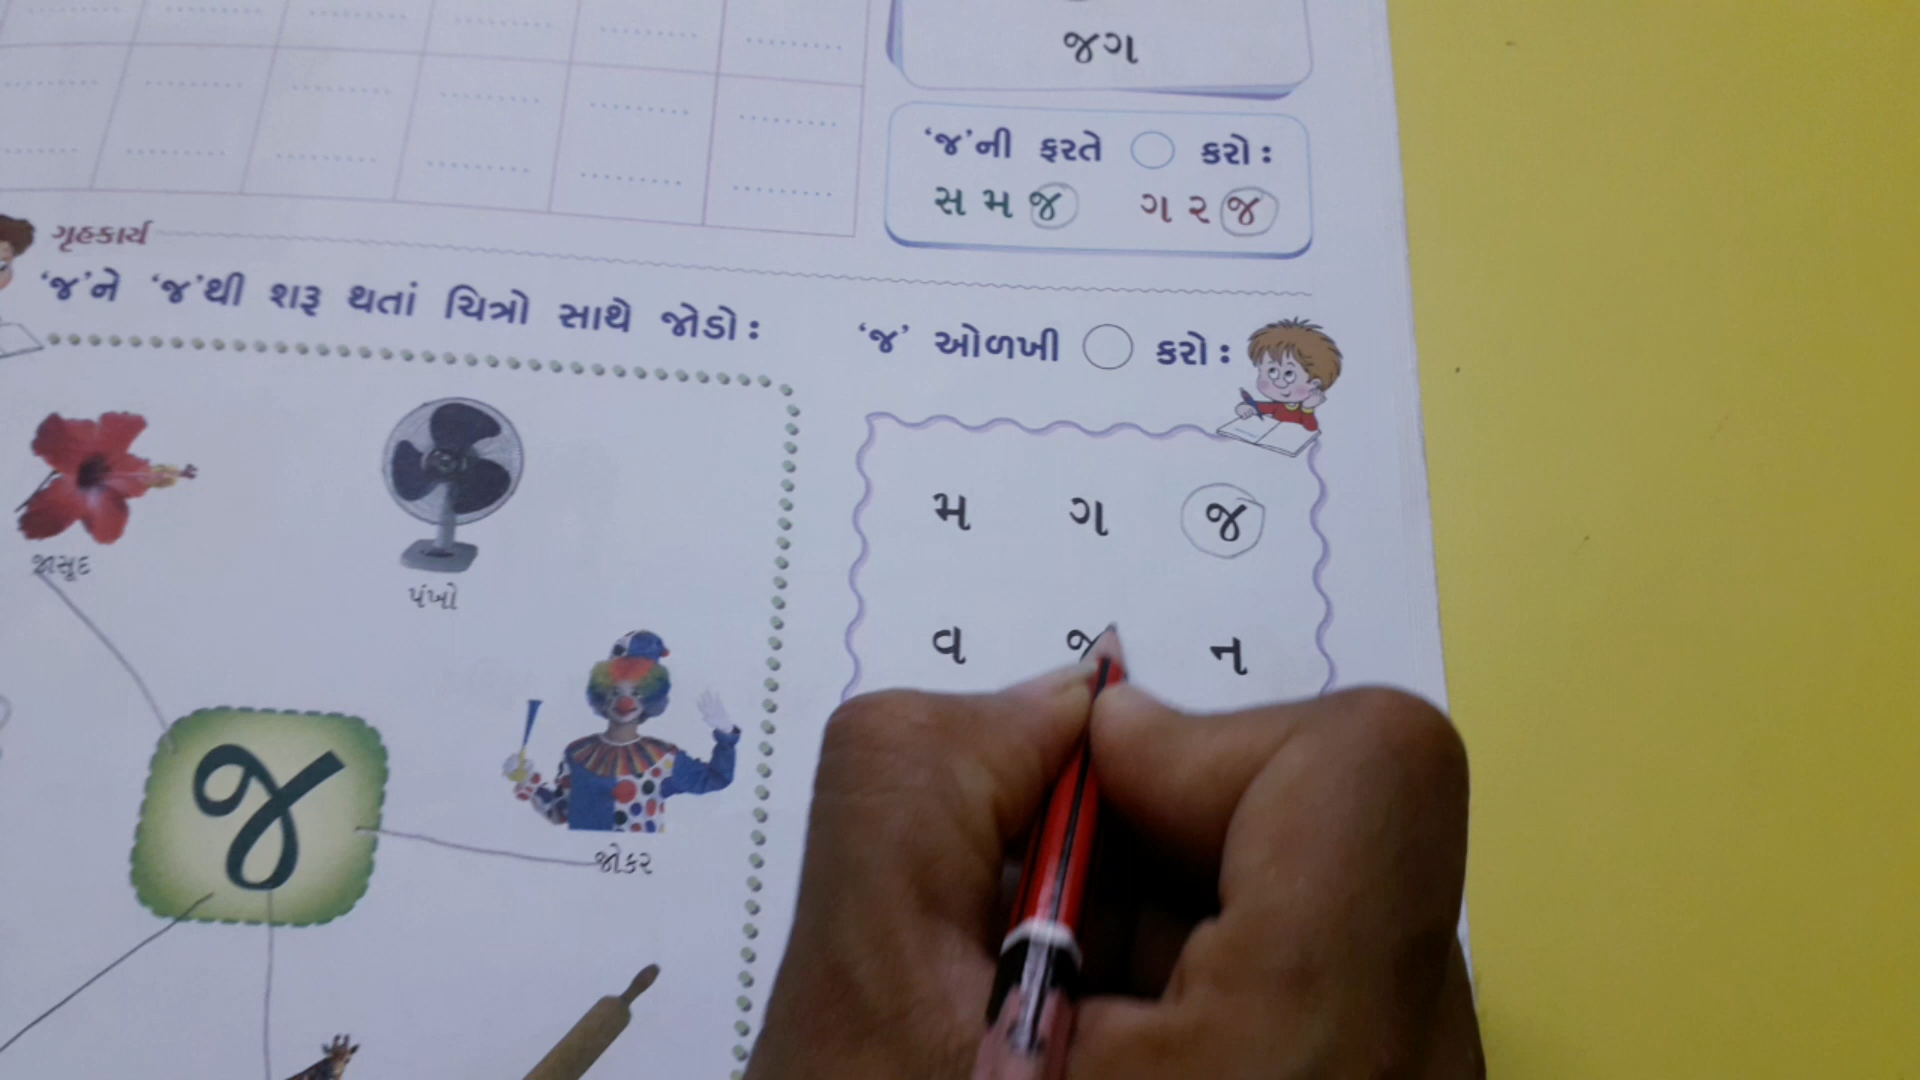 જગ
‘જ’ની ફરતે ◯ કરો :
સ મ જ ગ ર જ
ગૃહકાર્ય
‘જ’ને ‘જ’થી શરૂ થતાં ચિત્રો સાથે જોડો :
જાસૂદ
પંખો
જ
જોકર
‘જ’ ઓળખી ◯ કરો :
મ ગ જ
વ જ ન